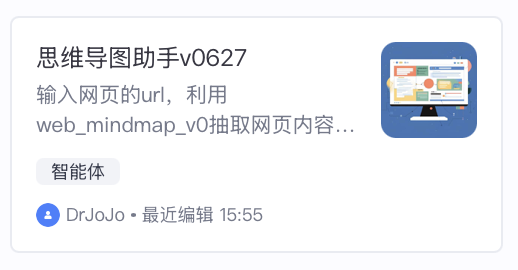 思维导图助手v0627
输入网页的url，利用
web_mindmap_v0抽取网页内容…
智能体
DrJoJo • 最近编辑 15:55